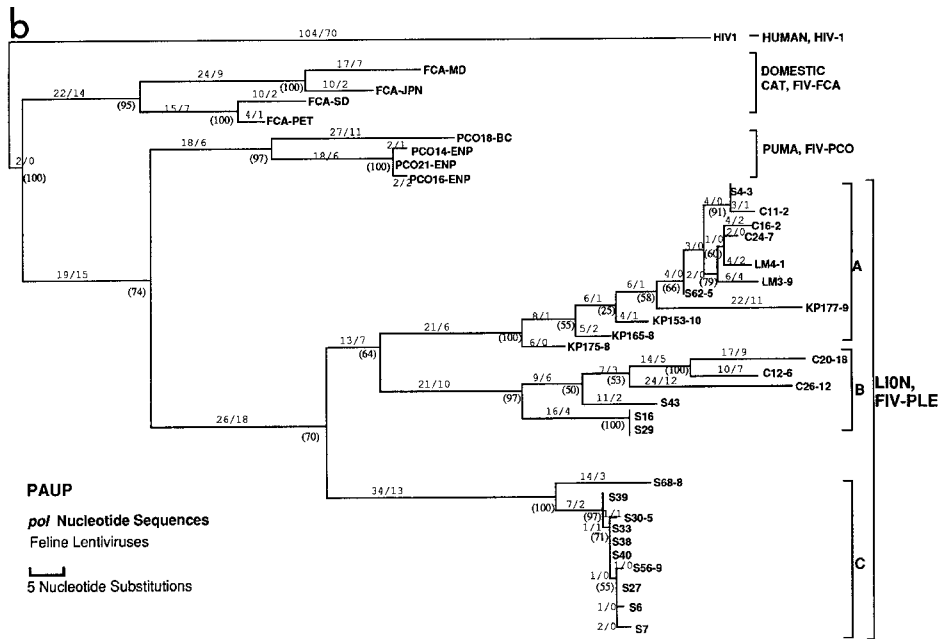 b
104/70
HIV1
HUMAN, HIV-1
17/7
FCA-MD
24/9
(100)
10/2
FCA-JPN
DOMESTIC
CAT, FIV-FCA
22/14
(95)
10/2
FCA-SD
15/7
(100)
4/1
FCA-PET
27/11
PCO18-BC
18/6
(97)
2/1
PCO14-ENP
18/6
(100)
PCO21-ENP
PUMA, FIV-PCO
2/0
(100)
2/2
PCO16-ENP
S4-3
4/0
(91)
3/1
C11-2
4/2
C16-2
3/0
1/0
2/0
C24-7
(60)
4/2
LM4-1
A
19/15
(74)
4/0
2/0
(79)
6/4
LM3-9
(66)
S62-5
6/1
(58)
22/11
KP177-9
6/1
(25)
4/1
KP153-10
8/1
(55)
5/2
KP165-8
21/6
(100)
6/0
KP175-8
13/7
(64)
17/9
C20-18
14/5
(100)
10/7
C12-6
7/3
(53)
24/12
C26-12
9/6
(50)
11/2
S43
21/10
(97)
16/4
(100)
S16
S29
B
LION,
FIV-PLE
26/18
(70)
14/3
S68-8
34/13
(100)
7/2
S39
(97)
1/1
S30-5
1/1
S33
(71)
S38
S40
1/0
S56-9
1/0
(55)
S27
1/0
S6
2/0
S7
C
PAUP
pol Nucleotide Sequences
Feline Lentiviruses
5 Nucleotide Substitutions